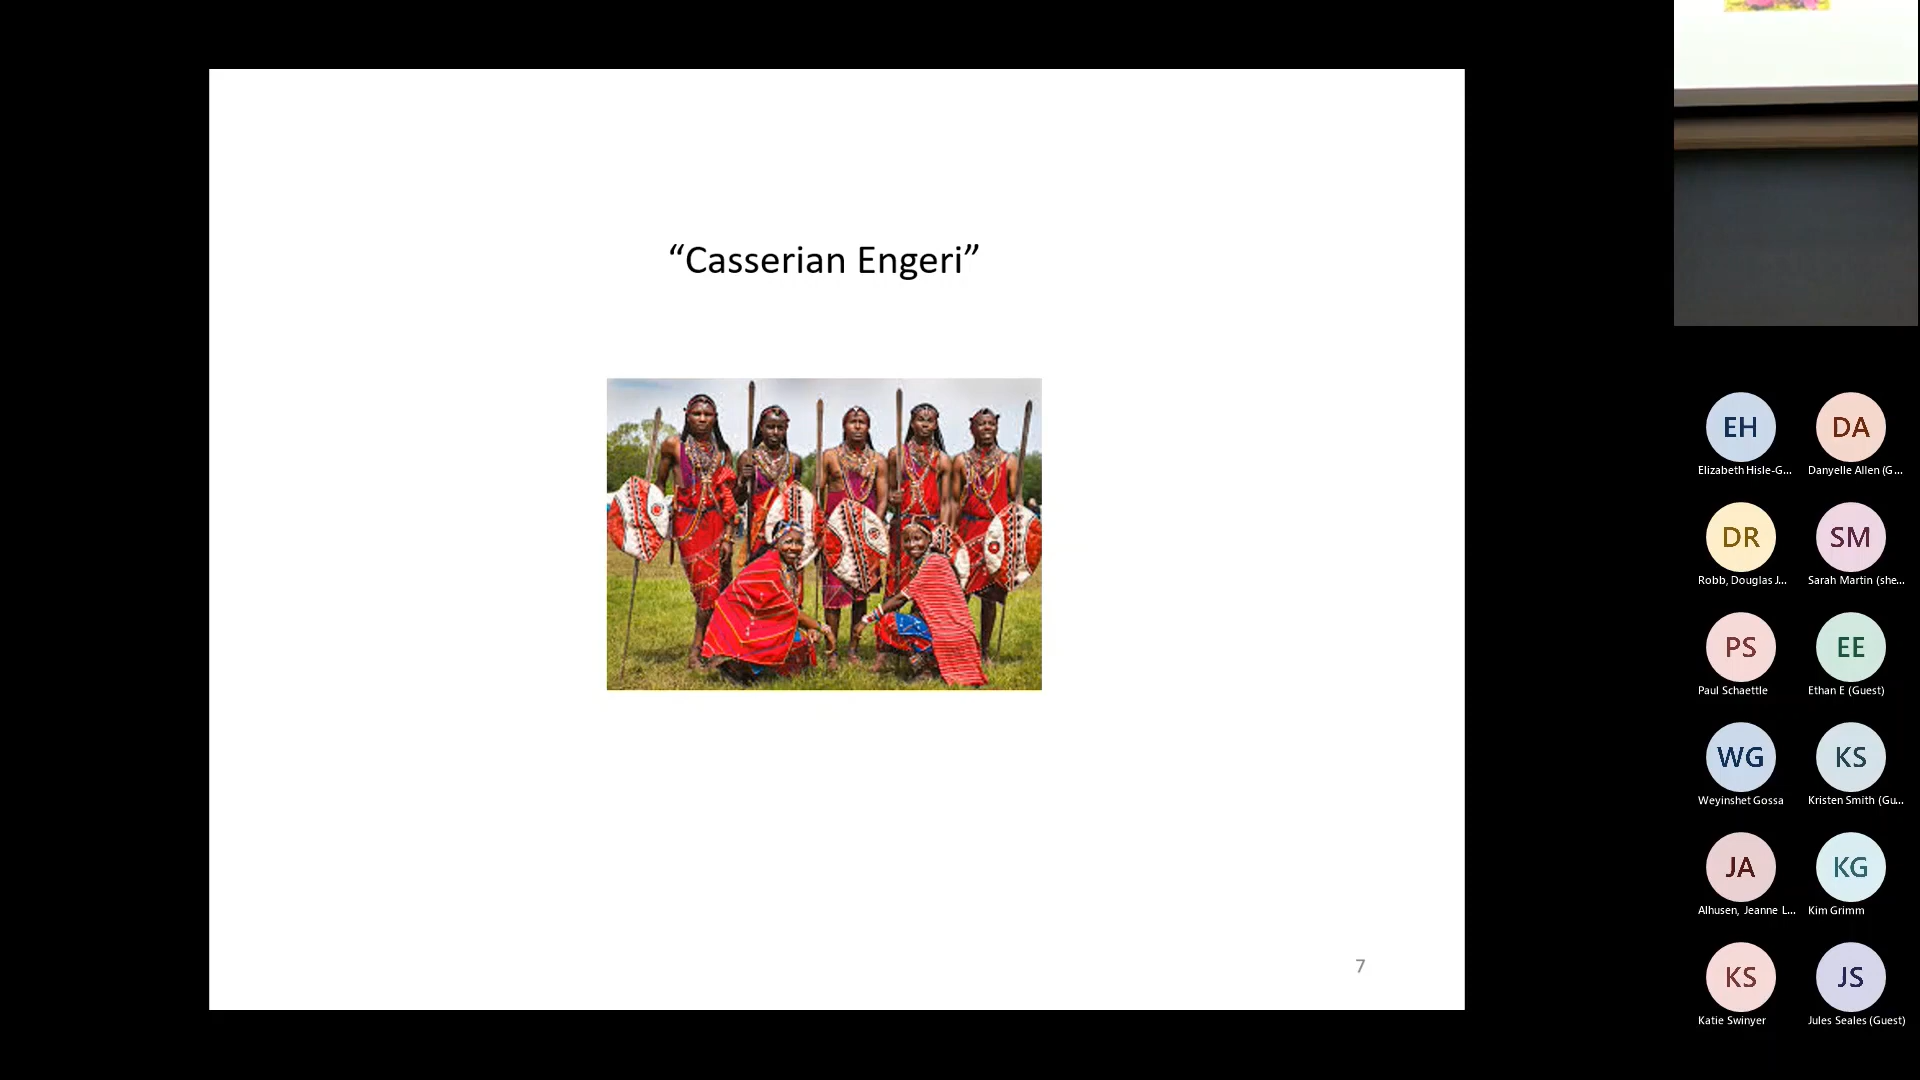 “Casserian Engeri”
7
EH
Elizabeth Hisle-G...
DA
Danyelle Allen (G...
DR
Robb, Douglas J...
SM
Sarah Martin (she...
PS
Paul Schaettle
EE
Ethan E (Guest)
WG
Weyinshet Gossa
KS
Kristen Smith (Gu...
JA
Alhusen, Jeanne L...
KG
Kim Grimm
KS
Katie Swinyer
JS
Jules Seales (Guest)